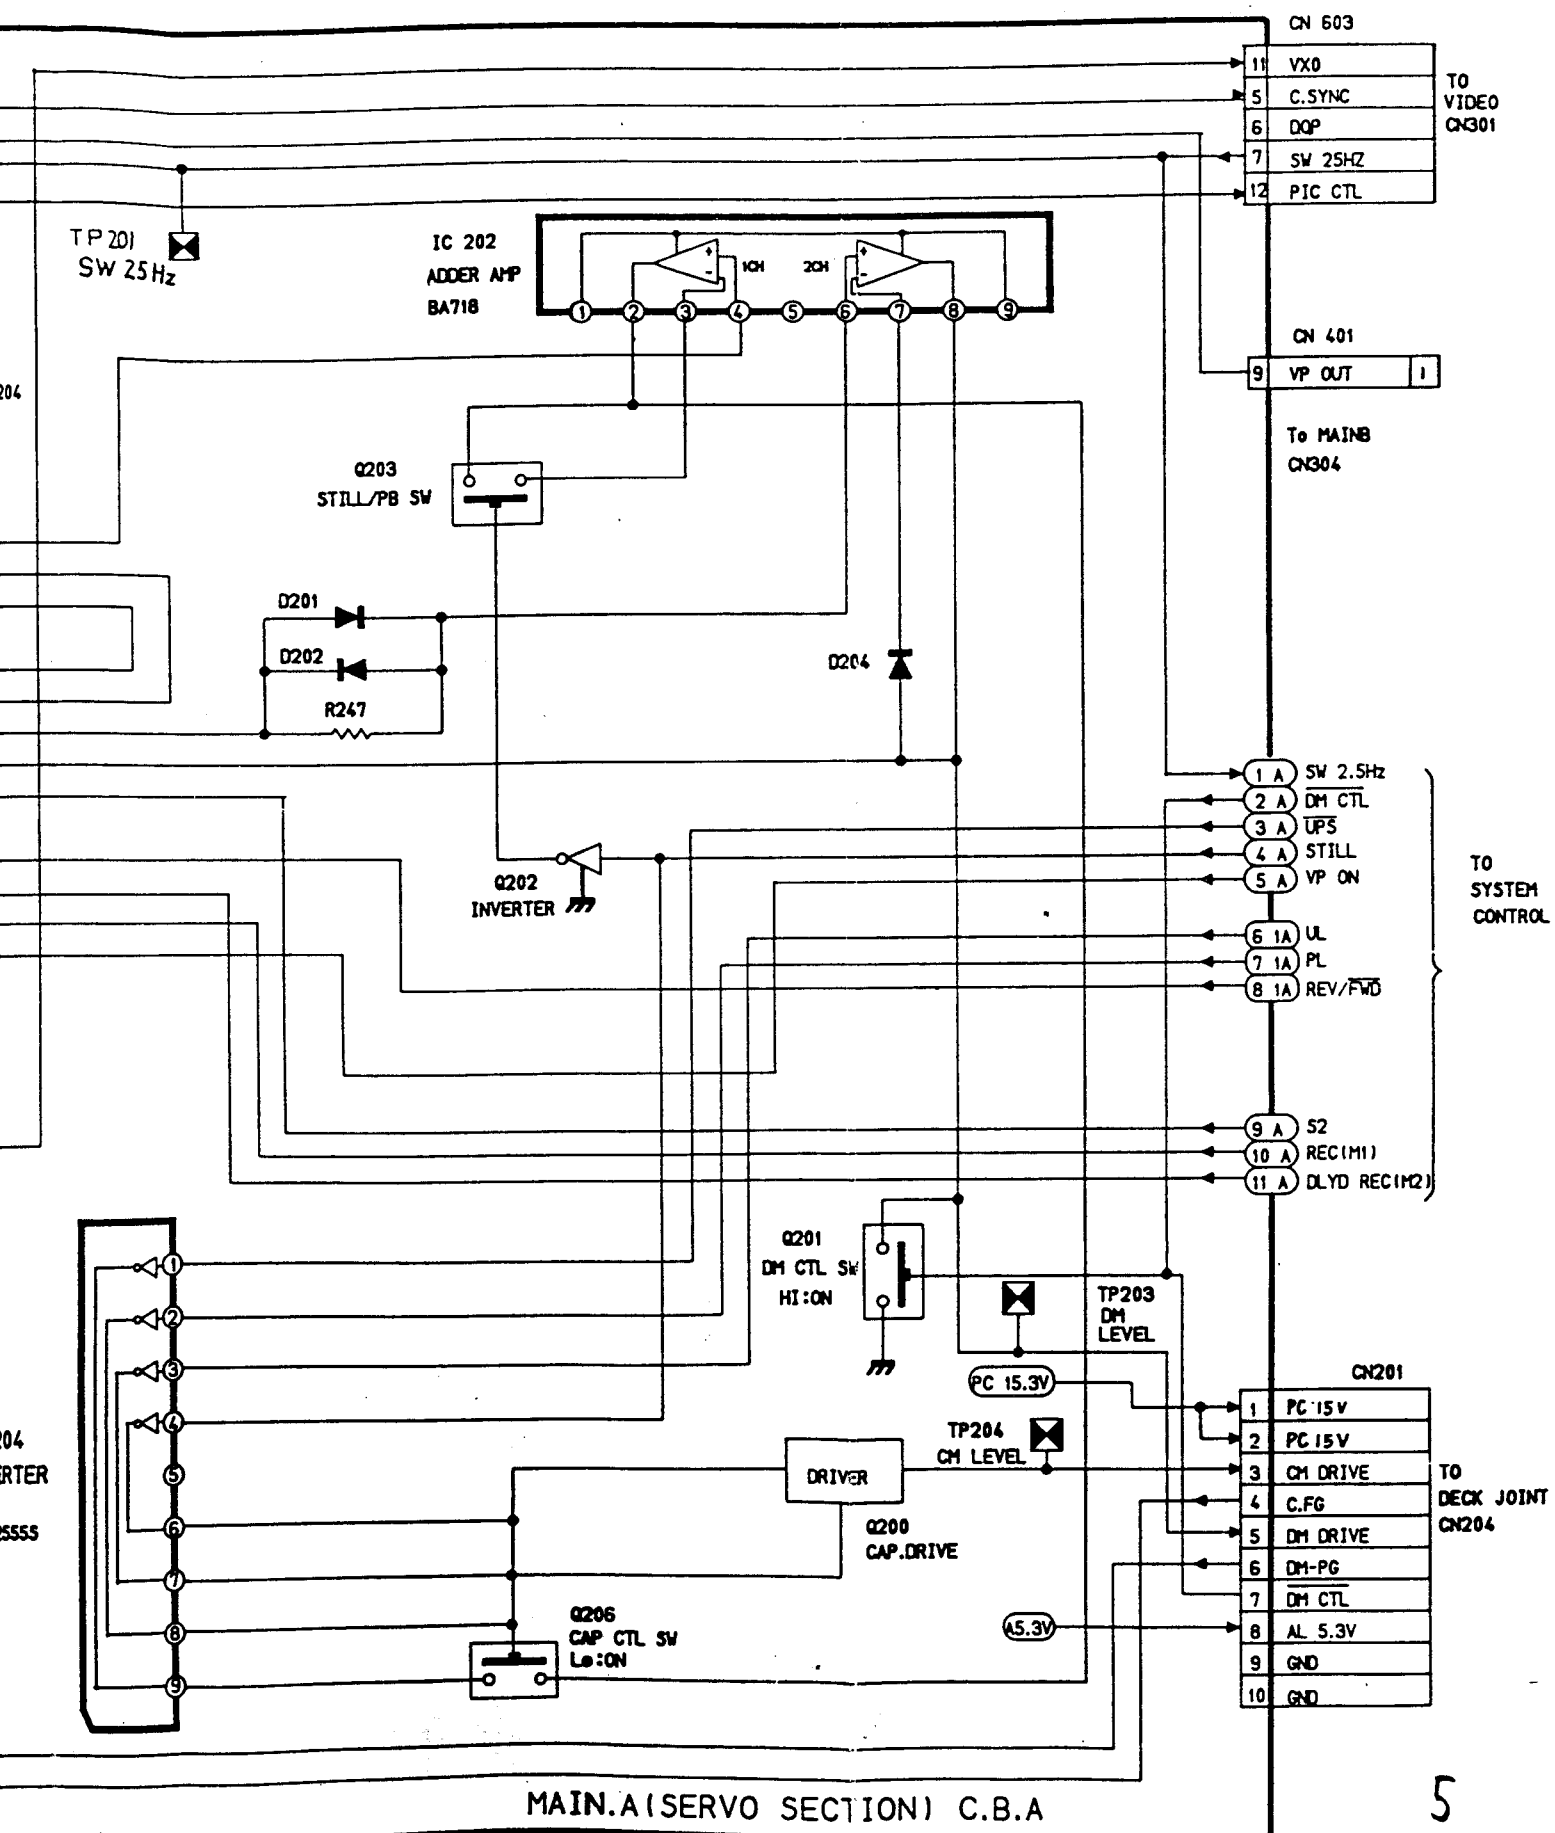 CN 603
11 VXO
5 C.SYNC
6 DOP
7 SW 25HZ
12 PIC CTL
TO
VIDEO
CN301
TP201
SW 25Hz
IC 202
ADDER AMP
BA718
+
-
1CH
2CH
+
-
1 2 3 4 5 6 7 8 9
CN 401
9 VP OUT 1
204
To MAINB
CN304
Q203
STILL/PB SW
D201
D202
R247
D204
1 A SW 2.5Hz
2 A DM CTL
3 A UPS
4 A STILL
5 A VP ON
6 1A UL
7 1A PL
8 1A REV/FWD
9 A S2
10 A REC(M1)
11 A DLYD REC(M2)
TO
SYSTEM
CONTROL
Q202
INVERTER
Q201
DM CTL SW
HI:ON
TP203
DM
LEVEL
PC 15.3V
1
2
3
4
5
6
7
8
9
204
ERTER
2SSSS
TP204
CM LEVEL
DRIVER
Q200
CAP.DRIVE
Q206
CAP CTL SW
Lo:ON
A5.3V
CN201
1 PC 15V
2 PC 15V
3 CM DRIVE
4 C.FG
5 DM DRIVE
6 DM-PG
7 DM CTL
8 AL 5.3V
9 GND
10 GND
TO
DECK JOINT
CN204
MAIN.A(SERVO SECTION) C.B.A
5